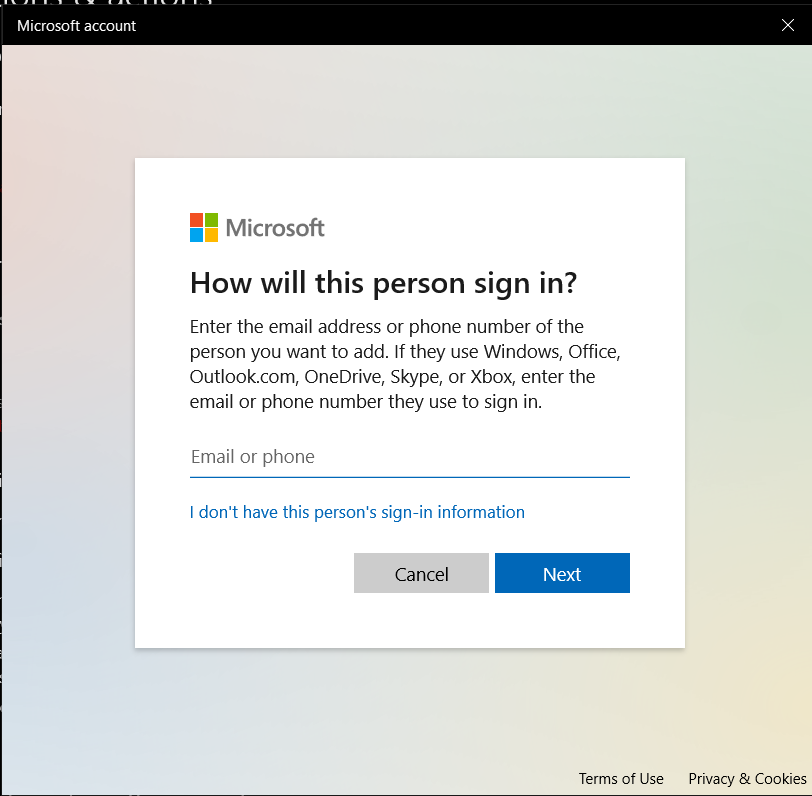 Microsoft account
Microsoft
How will this person sign in?
Enter the email address or phone number of the
person you want to add. If they use Windows, Office,
Outlook.com, OneDrive, Skype, or Xbox, enter the
email or phone number they use to sign in.
Email or phone
I don't have this person's sign-in information
Cancel
Next
Terms of Use
Privacy & Cookies